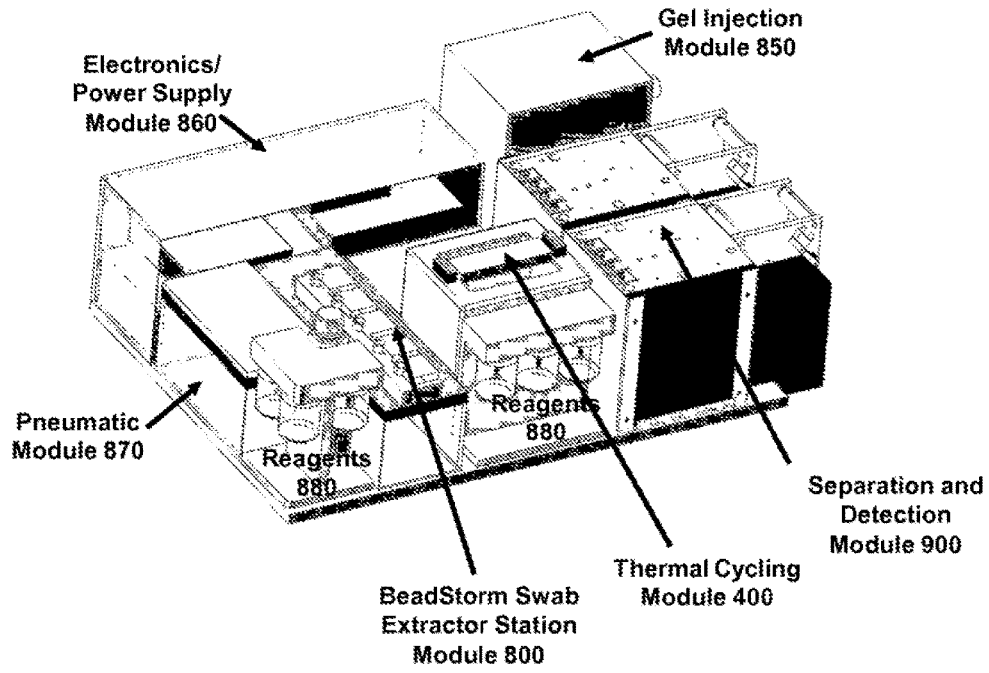 Gel Injection
Module 850
Electronics/
Power Supply
Module 860
Pneumatic
Module 870
Reagents
880
Reagents
880
Separation and
Detection
Module 900
Thermal Cycling
Module 400
BeadStorm Swab
Extractor Station
Module 800